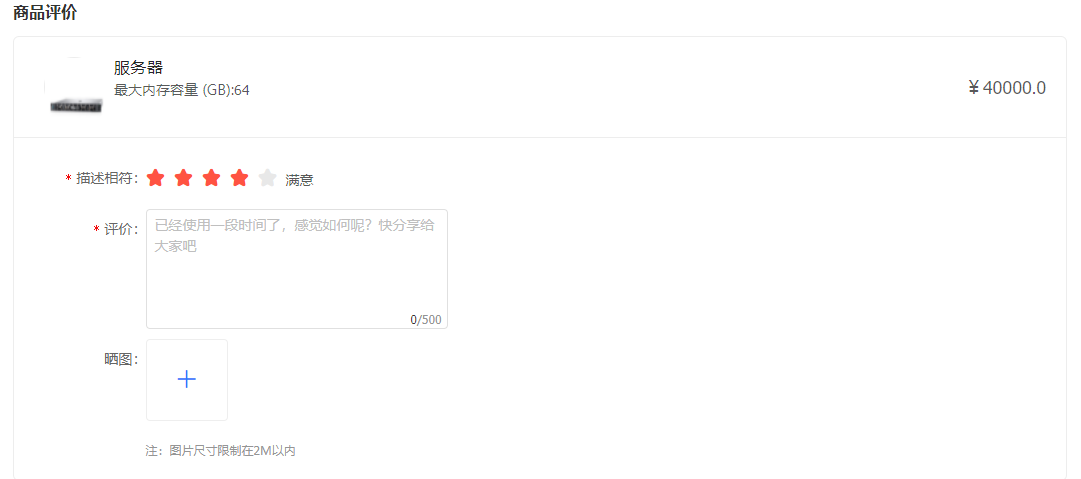 商品评价
服务器
最大内存容量 (GB):64
¥ 40000.0
* 描述相符：
满意
* 评价：
已经使用一段时间了，感觉如何呢？快分享给
大家吧
0/500
晒图：
注：图片尺寸限制在2M以内